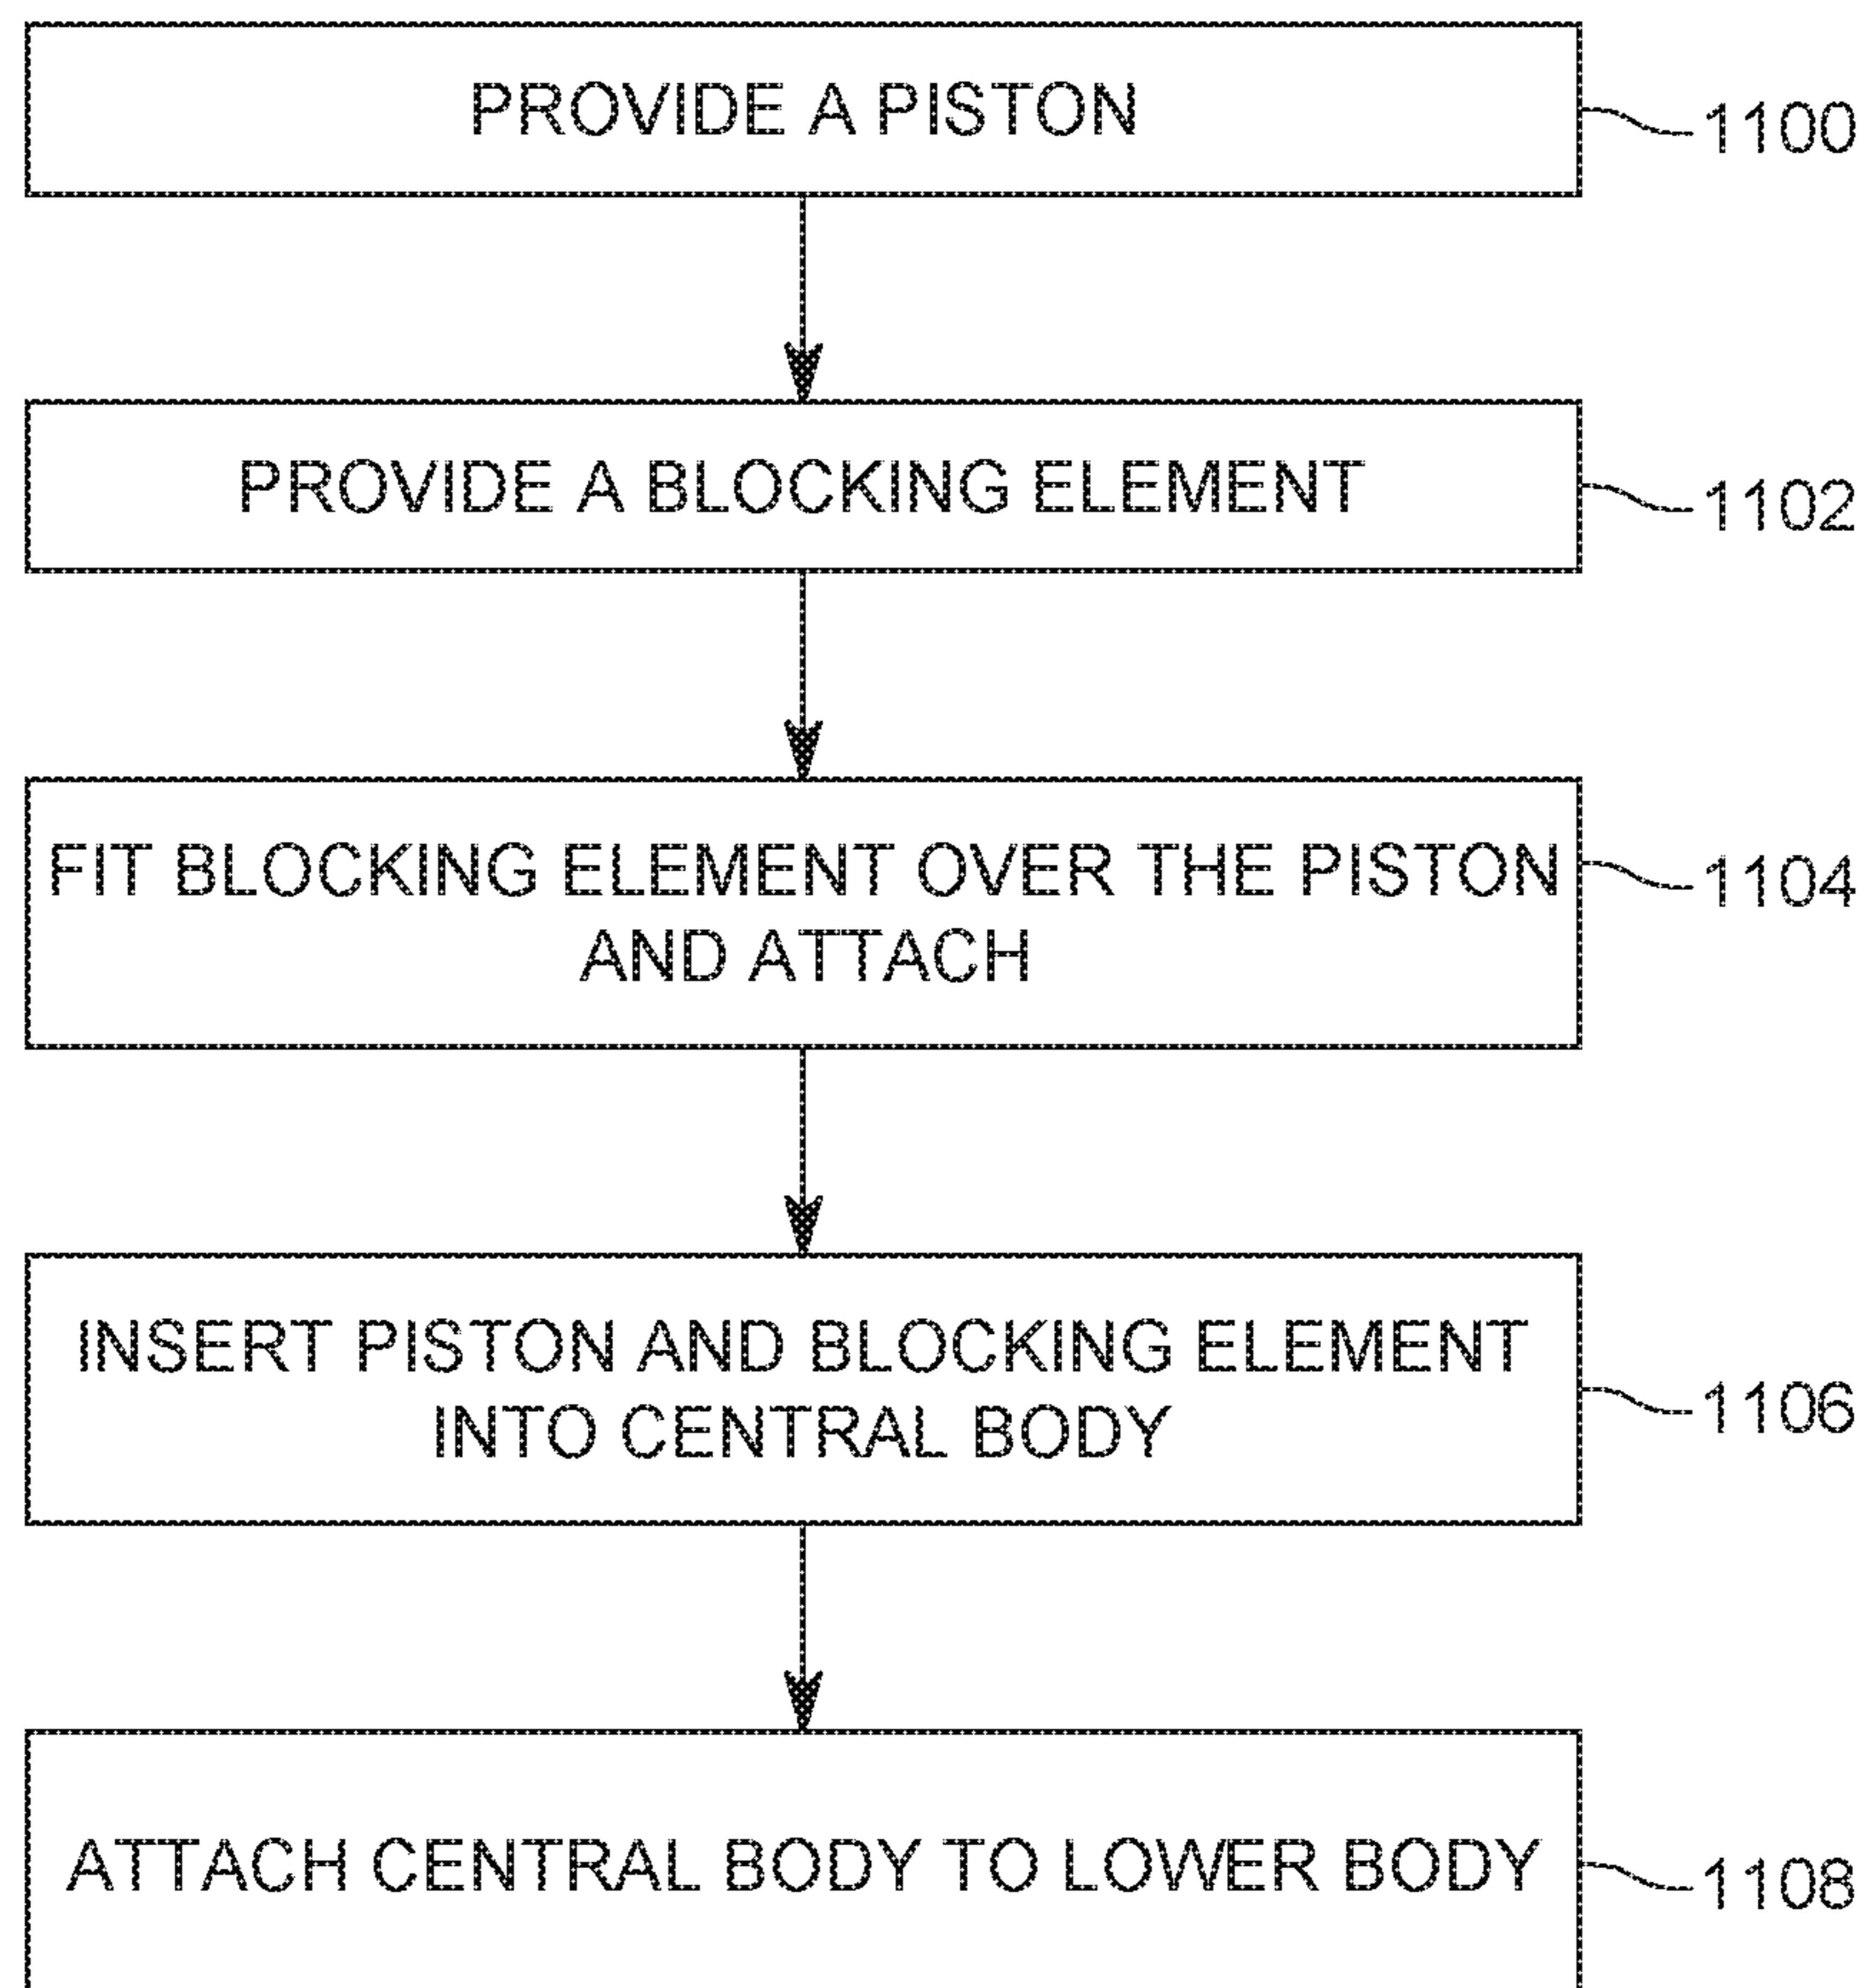 PROVIDE A PISTON
1100
PROVIDE A BLOCKING ELEMENT
1102
FIT BLOCKING ELEMENT OVER THE PISTON
AND ATTACH
1104
INSERT PISTON AND BLOCKING ELEMENT
INTO CENTRAL BODY
1106
ATTACH CENTRAL BODY TO LOWER BODY
1108